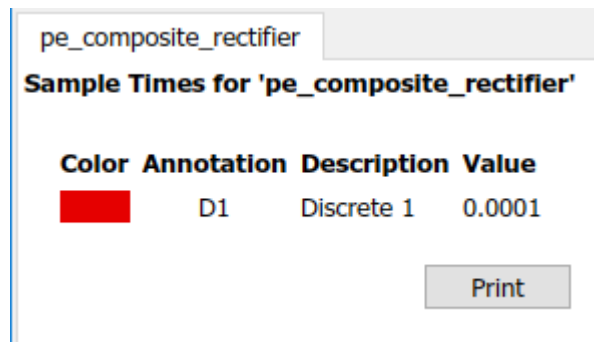 pe_composite_rectifier
Sample Times for 'pe_composite_rectifier'
Color Annotation Description Value
D1 Discrete 1 0.0001
Print